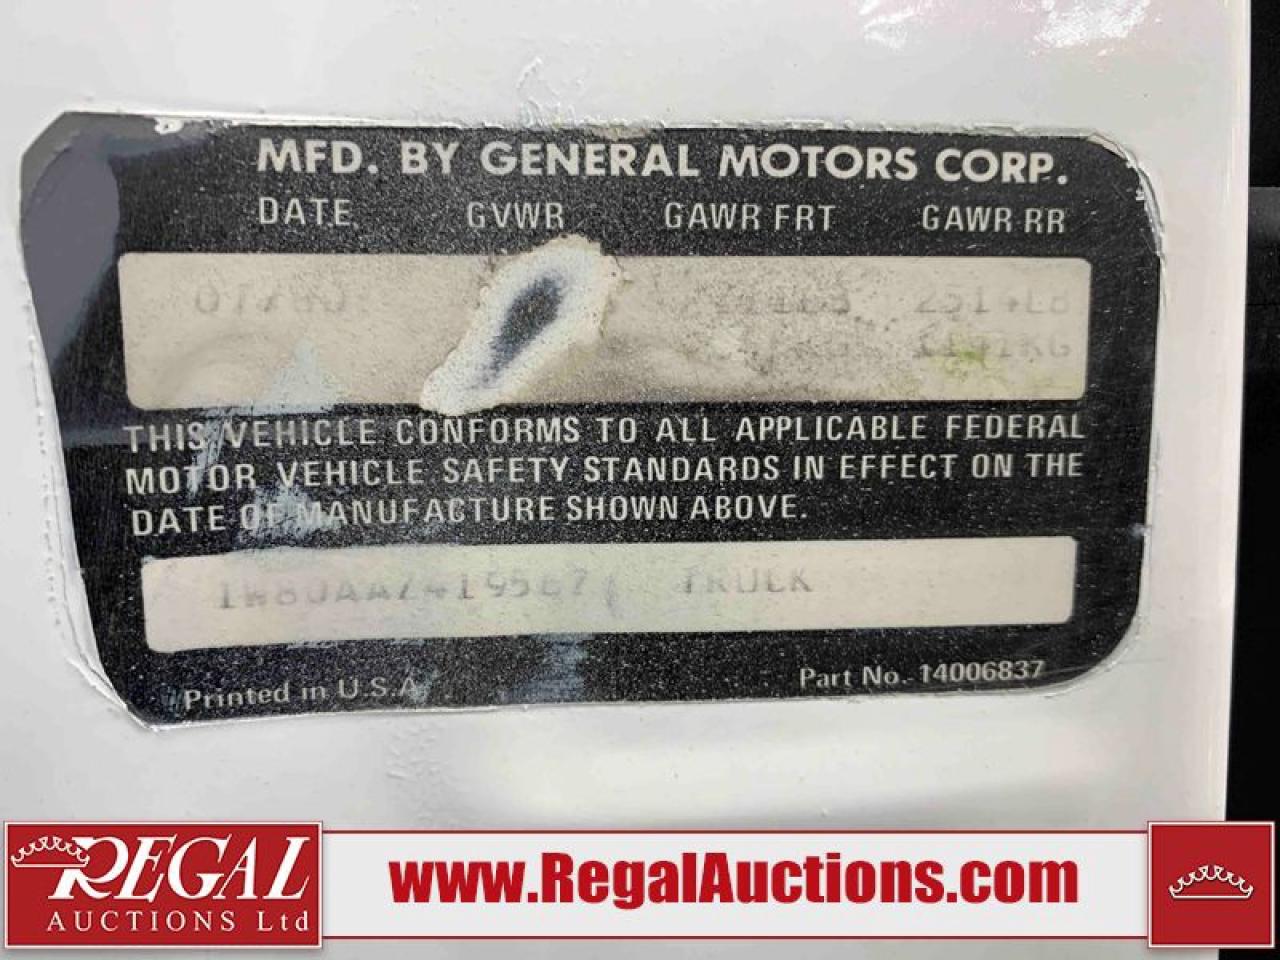 MFD. BY GENERAL MOTORS CORP.
DATE GVWR GAWR FRT GAWR RR
THIS VEHICLE CONFORMS TO ALL APPLICABLE FEDERAL
MOTOR VEHICLE SAFETY STANDARDS IN EFFECT ON THE
DATE OF MANUFACTURE SHOWN ABOVE.
TRUCK
Printed in U.S.A. Part No. 14006837
REGAL
AUCTIONS Ltd
www.RegalAuctions.com